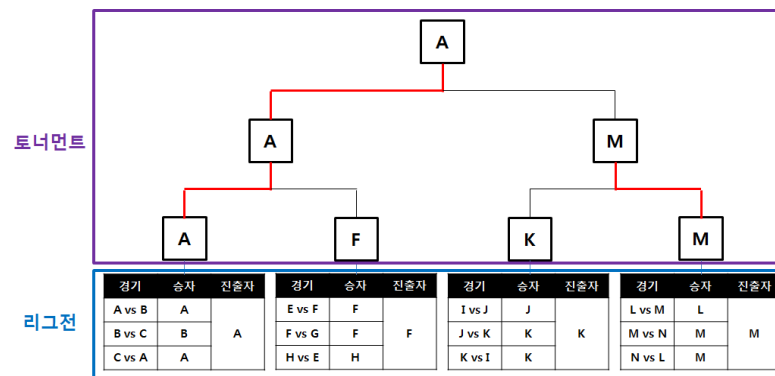 A
토너먼트
A M
A F K M
리그전
경기 승자 진출자
A vs B A
B vs C B
C vs A A
A
경기 승자 진출자
E vs F F
F vs G F
H vs E H
F
경기 승자 진출자
I vs J J
J vs K K
K vs I K
K
경기 승자 진출자
L vs M L
M vs N M
N vs L M
M